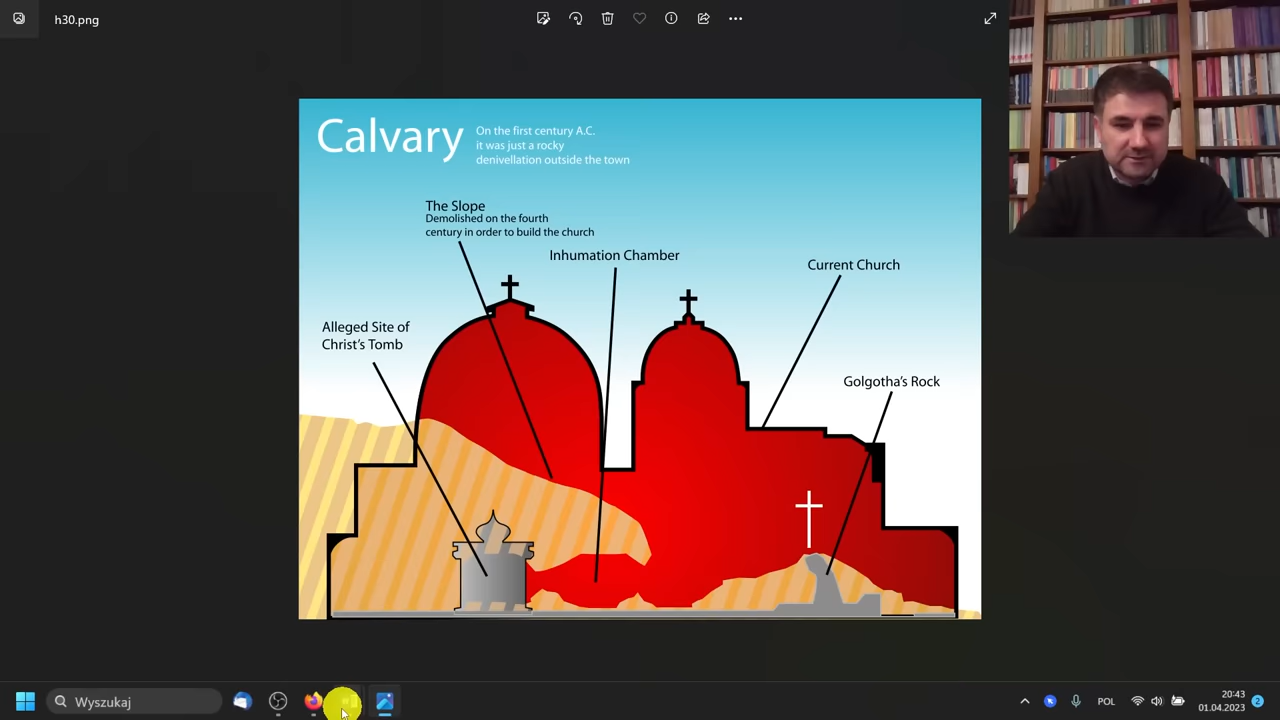 h30.png
Calvary
On the first century A.C.
it was just a rocky
denivellation outside the town
The Slope
Demolished on the fourth
century in order to build the church
Inhumation Chamber
Current Church
Alleged Site of
Christ's Tomb
Golgotha's Rock
Wyszukaj
POL
20:43
01.04.2023
2